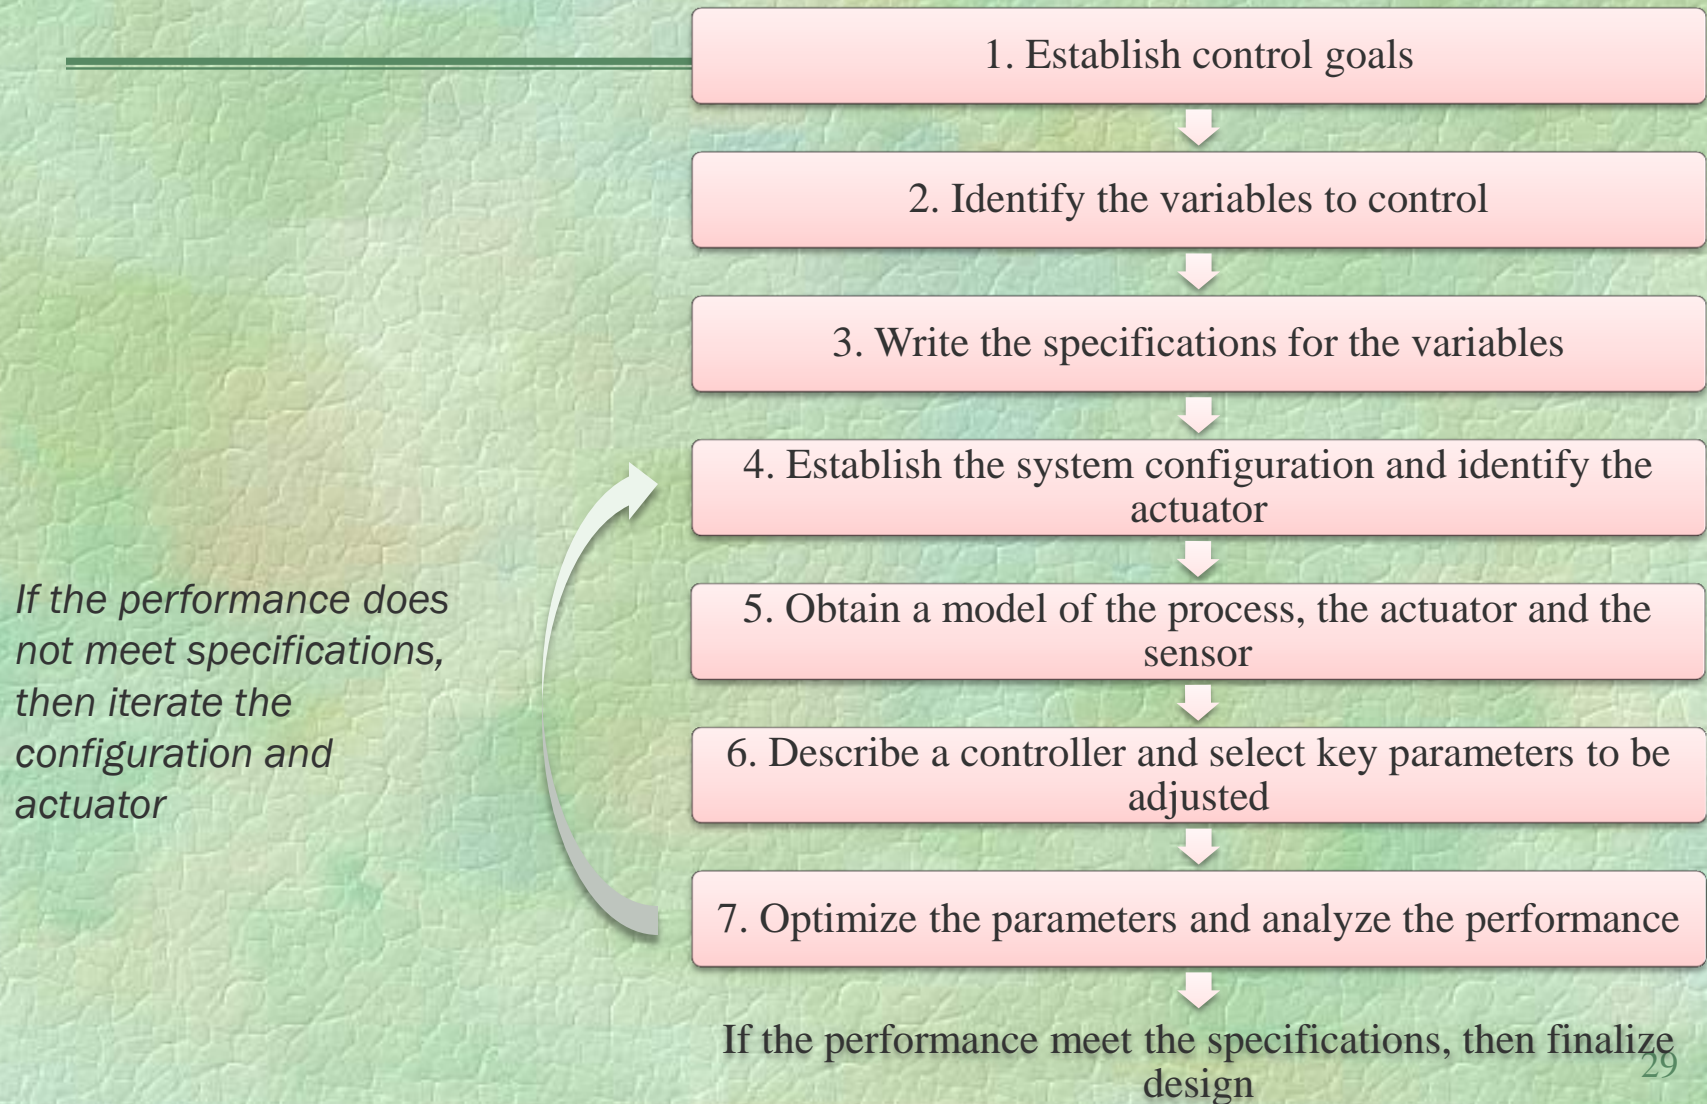 1. Establish control goals
2. Identify the variables to control
3. Write the specifications for the variables
4. Establish the system configuration and identify the
actuator
5. Obtain a model of the process, the actuator and the
sensor
6. Describe a controller and select key parameters to be
adjusted
7. Optimize the parameters and analyze the performance
If the performance meet the specifications, then finalize
design
If the performance does
not meet specifications,
then iterate the
configuration and
actuator
29